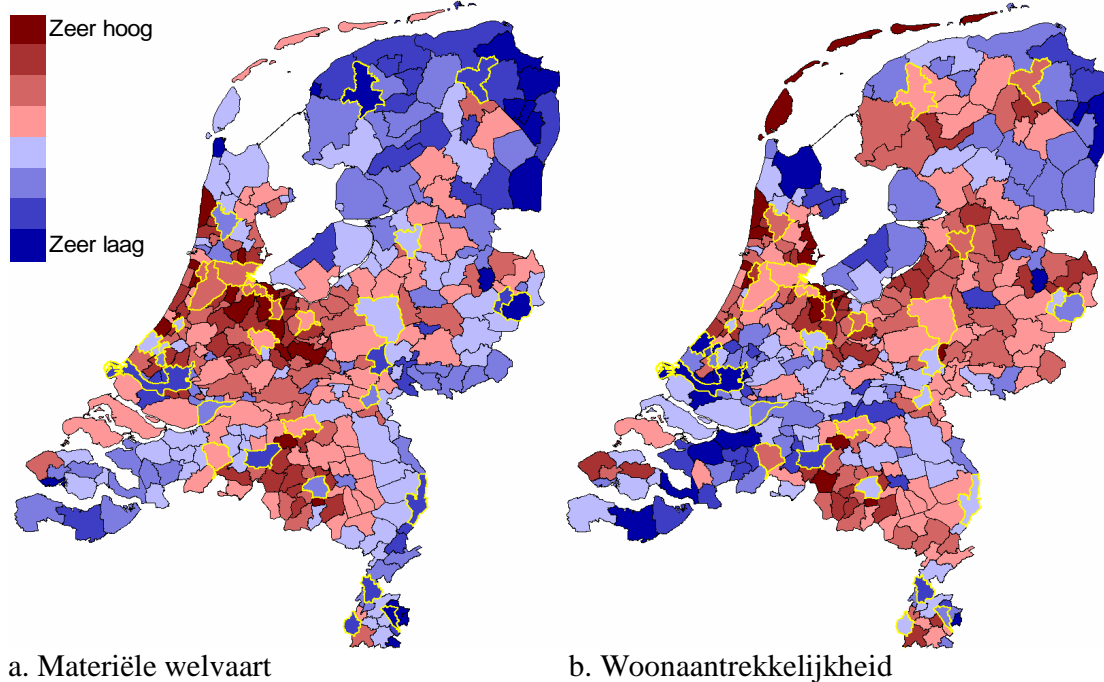 Zeer hoog
Zeer laag
a. Materiële welvaart
b. Woonaantrekkelijkheid